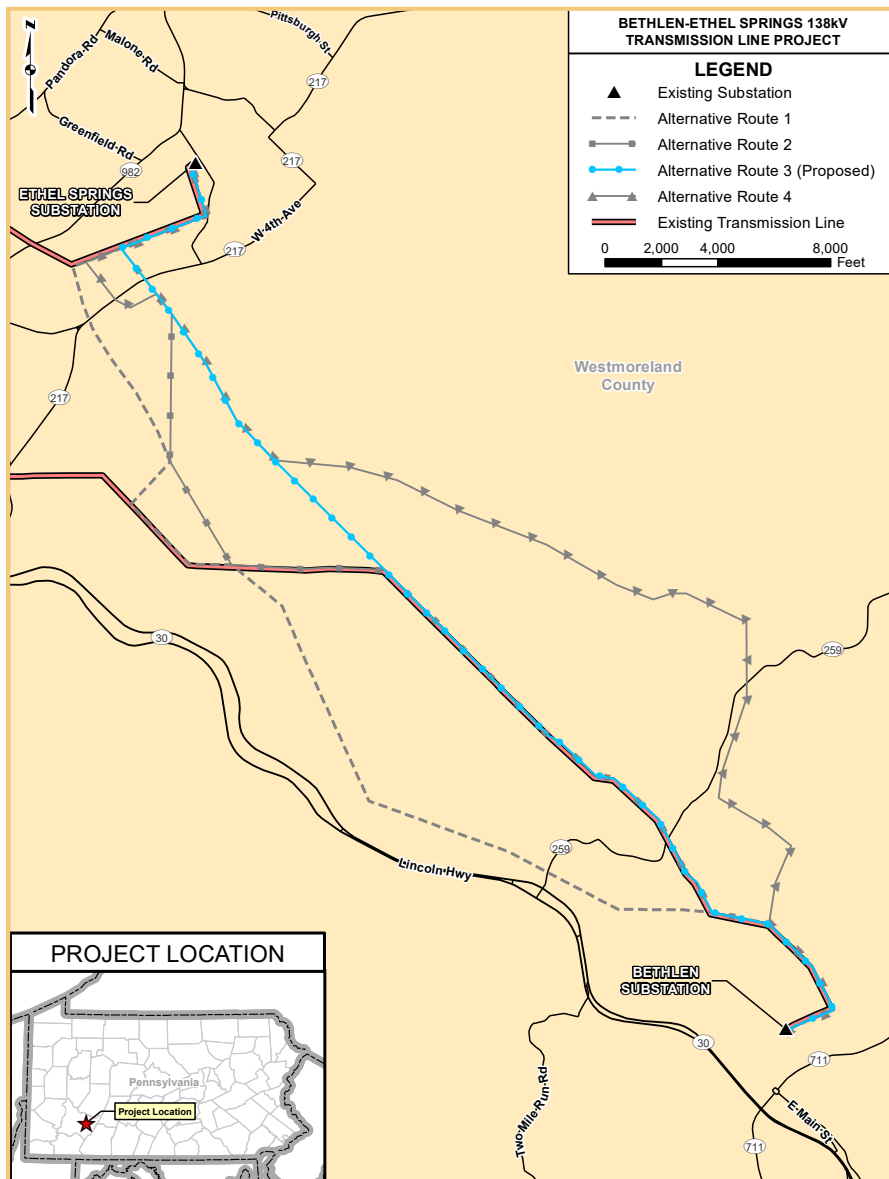 BETHLEN-ETHEL SPRINGS 138kV
TRANSMISSION LINE PROJECT
LEGEND
Existing Substation
Alternative Route 1
Alternative Route 2
Alternative Route 3 (Proposed)
Alternative Route 4
Existing Transmission Line
0 2,000 4,000 8,000
Feet
Z
Pandora Rd
Malone Rd
Pittsburgh St
217
Greenfield Rd
982
217
ETHEL SPRINGS
SUBSTATION
W 4th Ave
217
Westmoreland
County
217
30
259
259
Lincoln Hwy
BETHLEN
SUBSTATION
30
711
Two Mile Run Rd
E Main St
711
PROJECT LOCATION
Pennsylvania
Project Location